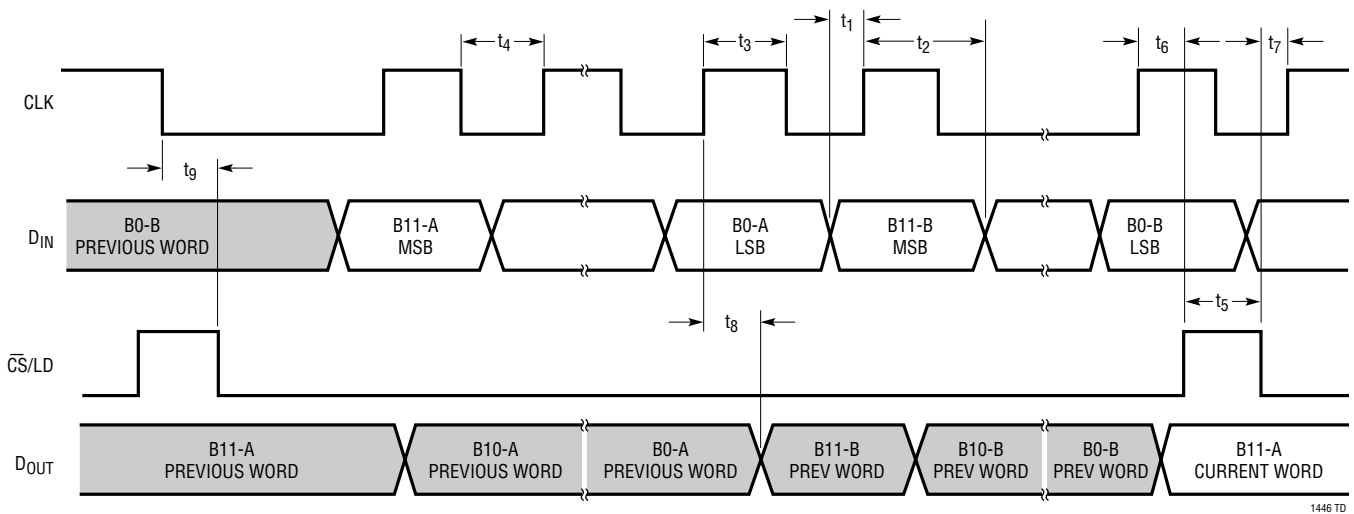 t1
t4
t3
t2
t6
t7
CLK
t9
DIN
B0-B
PREVIOUS WORD
B11-A
MSB
B0-A
LSB
B11-B
MSB
B0-B
LSB
t8
t5
C̅S̅/LD
DOUT
B11-A
PREVIOUS WORD
B10-A
PREVIOUS WORD
B0-A
PREVIOUS WORD
B11-B
PREV WORD
B10-B
PREV WORD
B0-B
PREV WORD
B11-A
CURRENT WORD
1446 TD